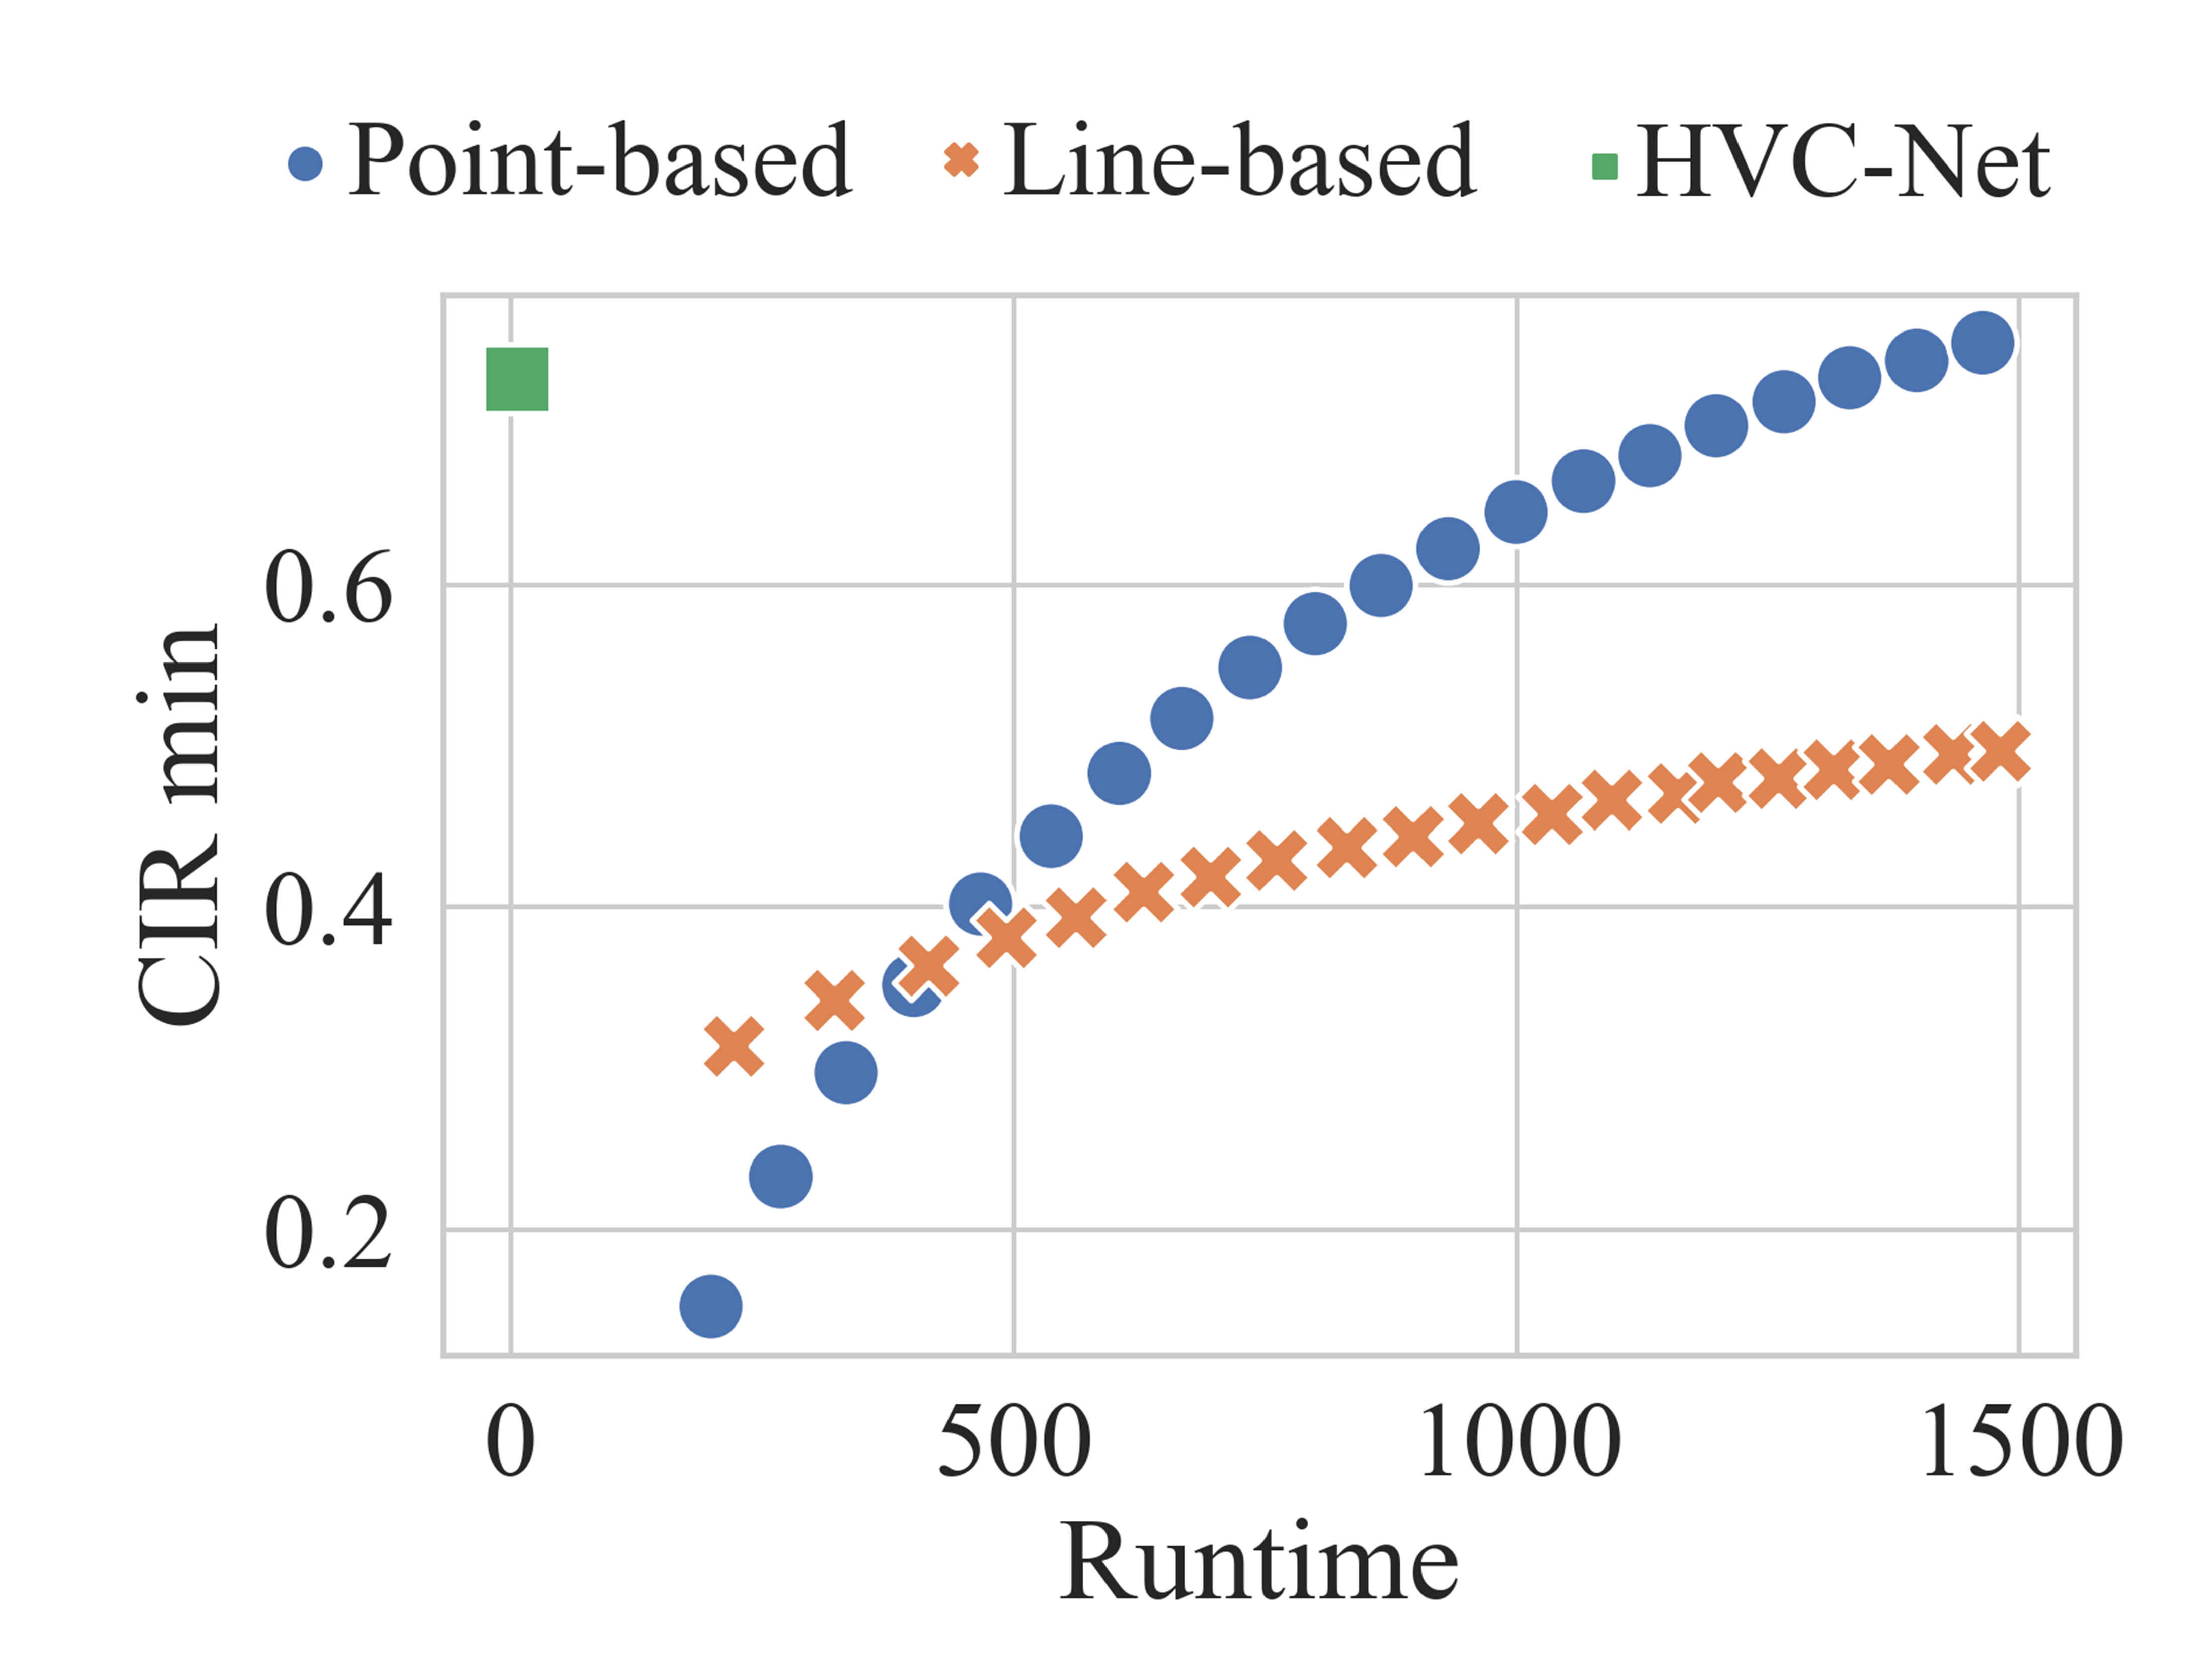 Point-based Line-based HVC-Net
0.6
0.4
0.2
CIR min
0 500 1000 1500
Runtime